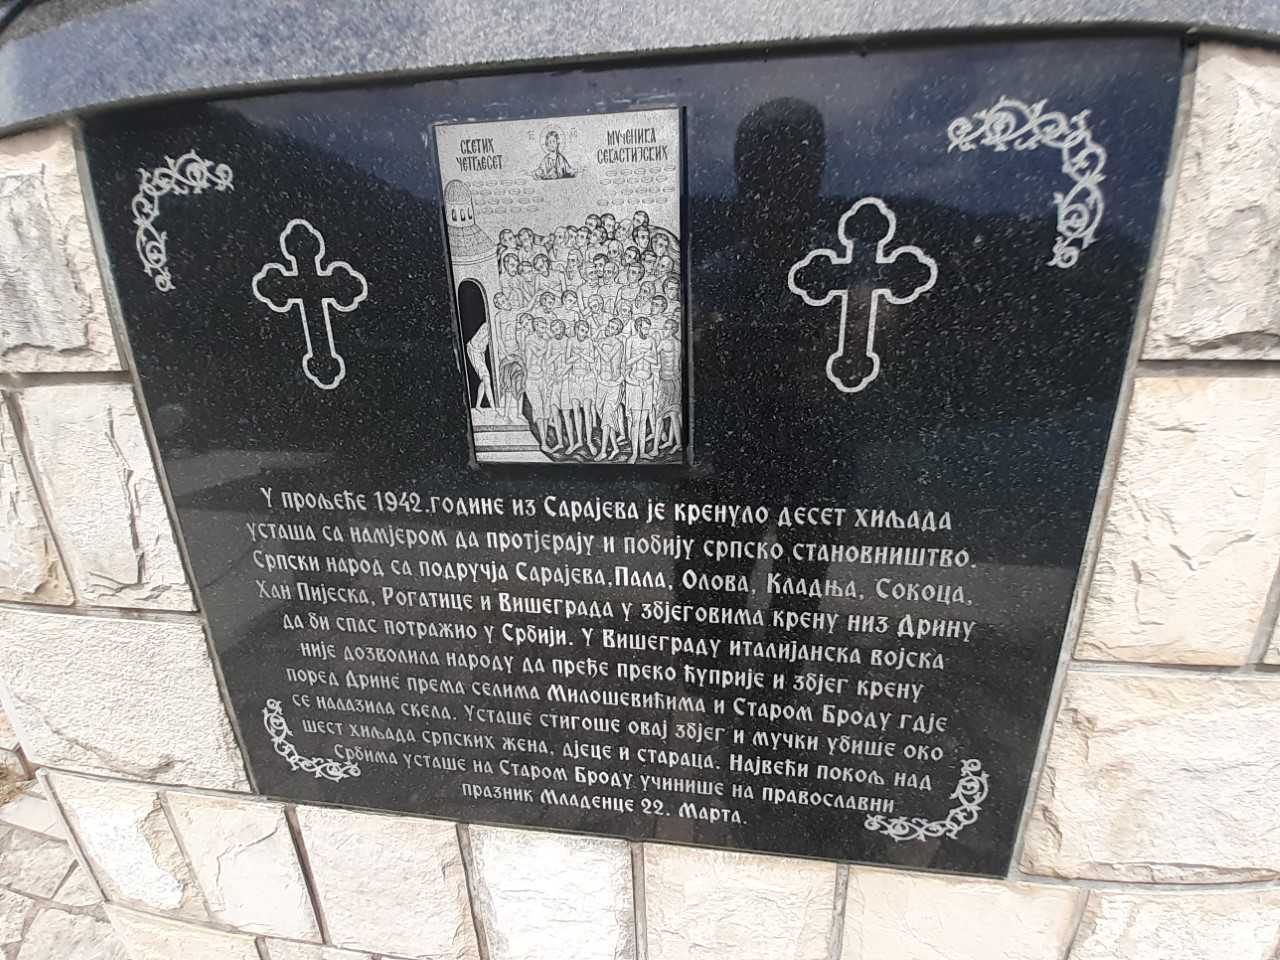 СВЕТИХ
ЧЕТРДЕСЕТ
МУЧЕНИКА
СЕВАСТИЈСКИХ
У прољеће 1942.године из Сарајева је кренуло десет хиљада
усташа са намјером да протјерају и побију српско становништво.
Српски народ са подручја Сарајева,Пала, Олова, Кладња, Сокоца,
Хан Пијеска, Рогатице и Вишеграда у збјеговима крену низ Дрину
да би спас потражио у Србији. У Вишеграду италијанска војска
није дозволила народу да пређе преко ћуприје и збјег крену
поред Дрине према селима Милошевићима и Старом Броду гдје
се налазила скела. Усташе стигоше овај збјег и мучки убише око
шест хиљада српских жена, дјеце и стараца. Највећи покољ над
Србима усташе на Старом Броду учинише на православни
празник Младенце 22. Марта.